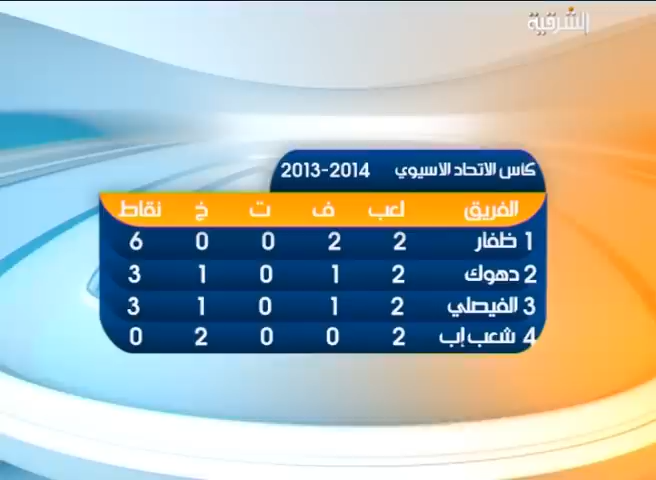 الشرقية
كاس الاتحاد الاسيوي 2013-2014
الفريق لعب ف ت خ نقاط
1 ظفار 2 2 0 0 6
2 دهوك 2 1 0 1 3
3 الفيصلي 2 1 0 1 3
4 شعب إب 2 0 0 2 0